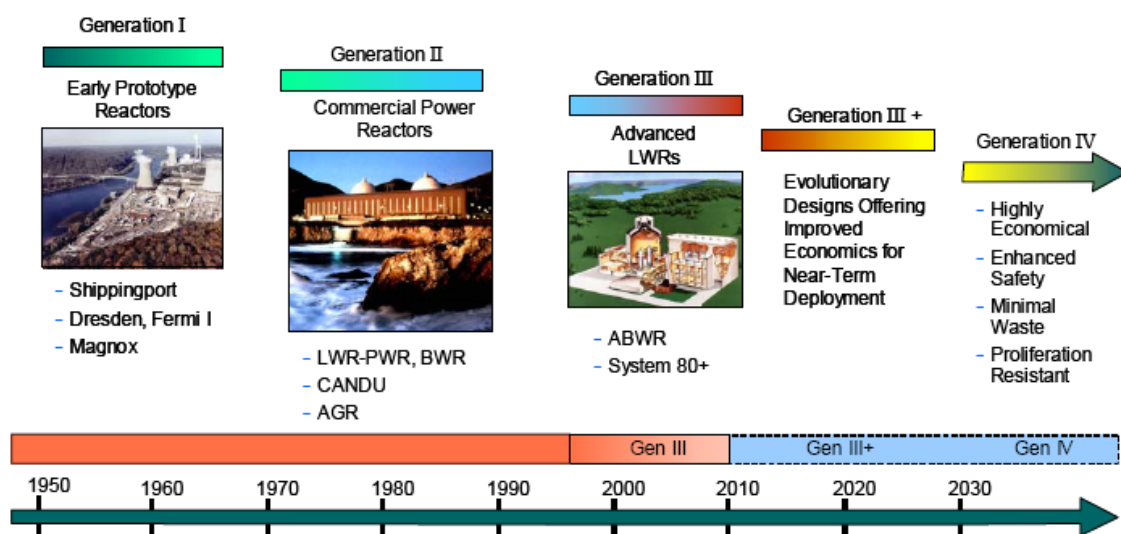 Generation I
Early Prototype
Reactors
– Shippingport
– Dresden, Fermi I
– Magnox
Generation II
Commercial Power
Reactors
– LWR-PWR, BWR
– CANDU
– AGR
Generation III
Advanced
LWRs
– ABWR
– System 80+
Generation III +
Evolutionary
Designs Offering
Improved
Economics for
Near-Term
Deployment
Generation IV
– Highly
Economical
– Enhanced
Safety
– Minimal
Waste
– Proliferation
Resistant
Gen III
Gen III+
Gen IV
1950
1960
1970
1980
1990
2000
2010
2020
2030